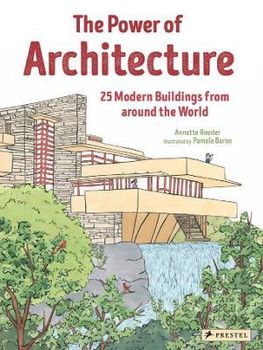 The Power of
Architecture
25 Modern Buildings from
around the World
Annette Roeder
Illustrated by Pamela Baron
PRESTEL